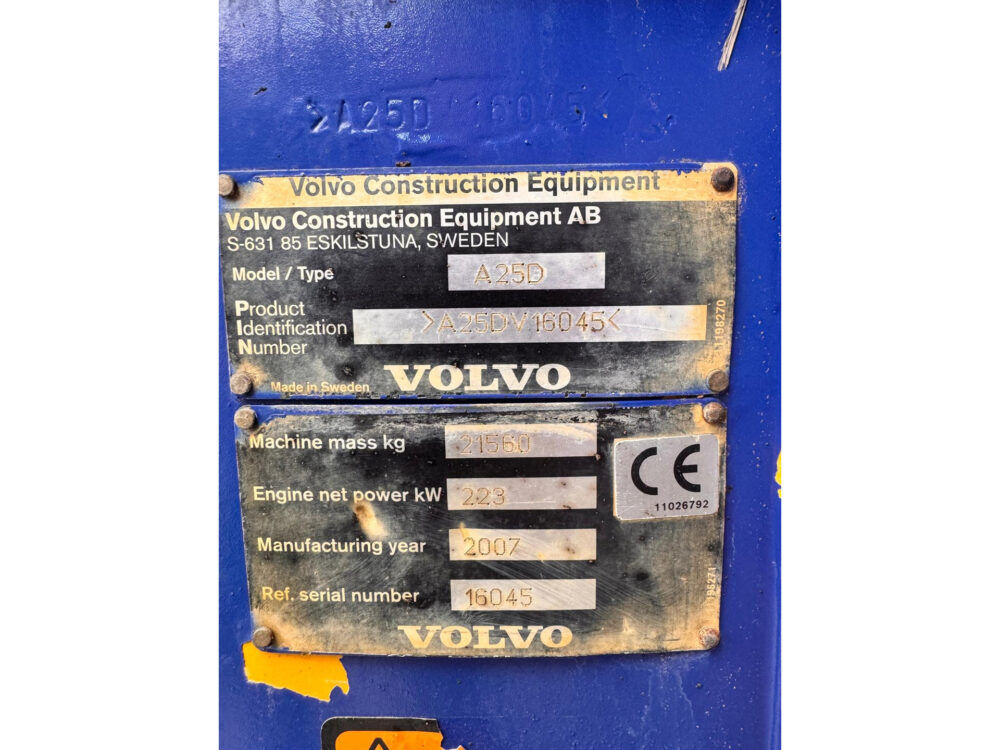 >A25D V16045<
Volvo Construction Equipment
Volvo Construction Equipment AB
S-631 85 ESKILSTUNA, SWEDEN
Model / Type A25D
Product
Identification >A25DV16045<
Number
11198270
Made in Sweden VOLVO
Machine mass kg 21560
CE
11026792
Engine net power kW 223
Manufacturing year 2007
Ref. serial number 16045
VOLVO